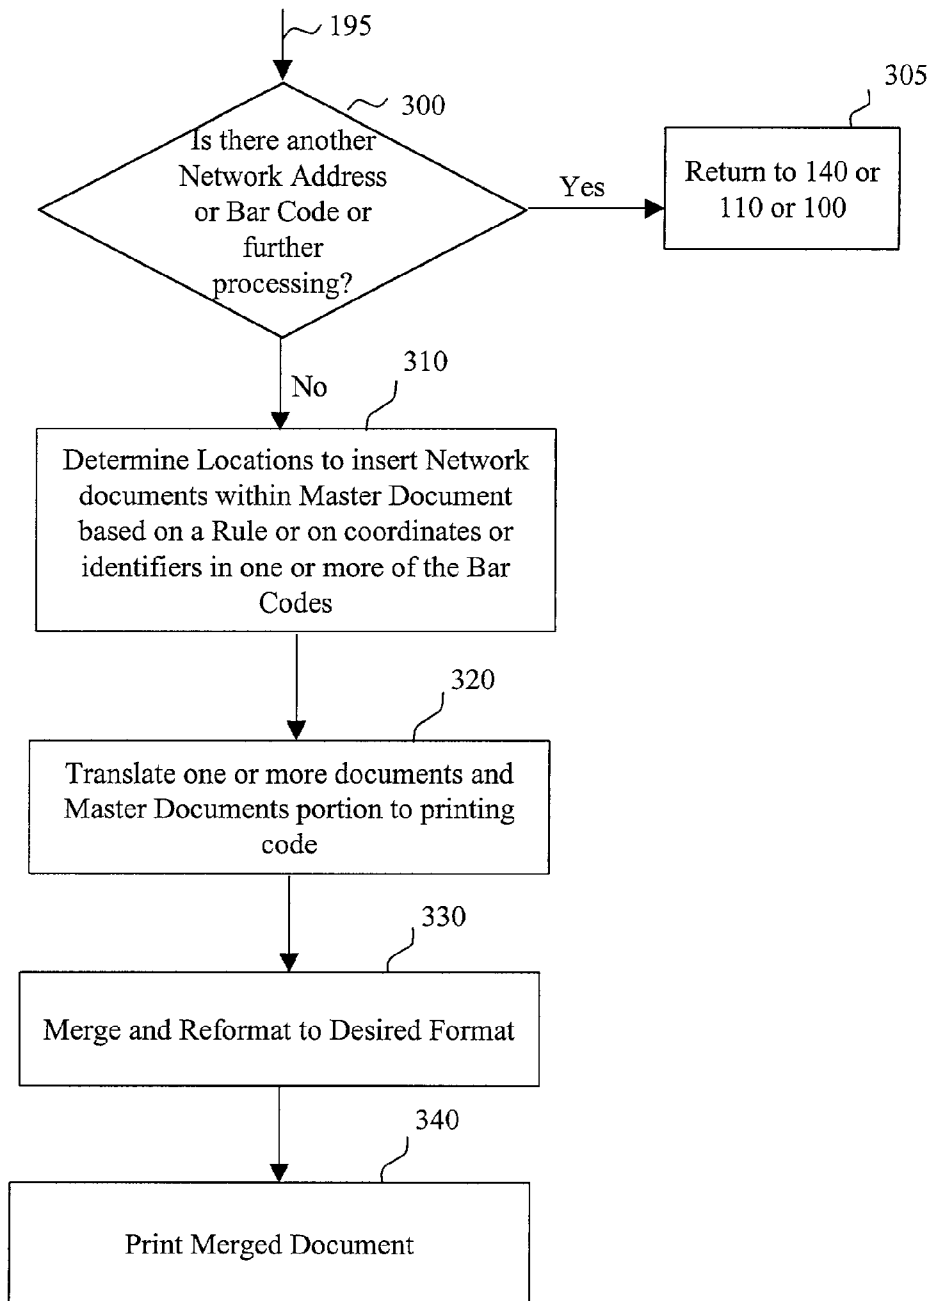 195
300
Is there another
Network Address
or Bar Code or
further
processing?
Yes
305
Return to 140 or
110 or 100
No
310
Determine Locations to insert Network
documents within Master Document
based on a Rule or on coordinates or
identifiers in one or more of the Bar
Codes
320
Translate one or more documents and
Master Documents portion to printing
code
330
Merge and Reformat to Desired Format
340
Print Merged Document